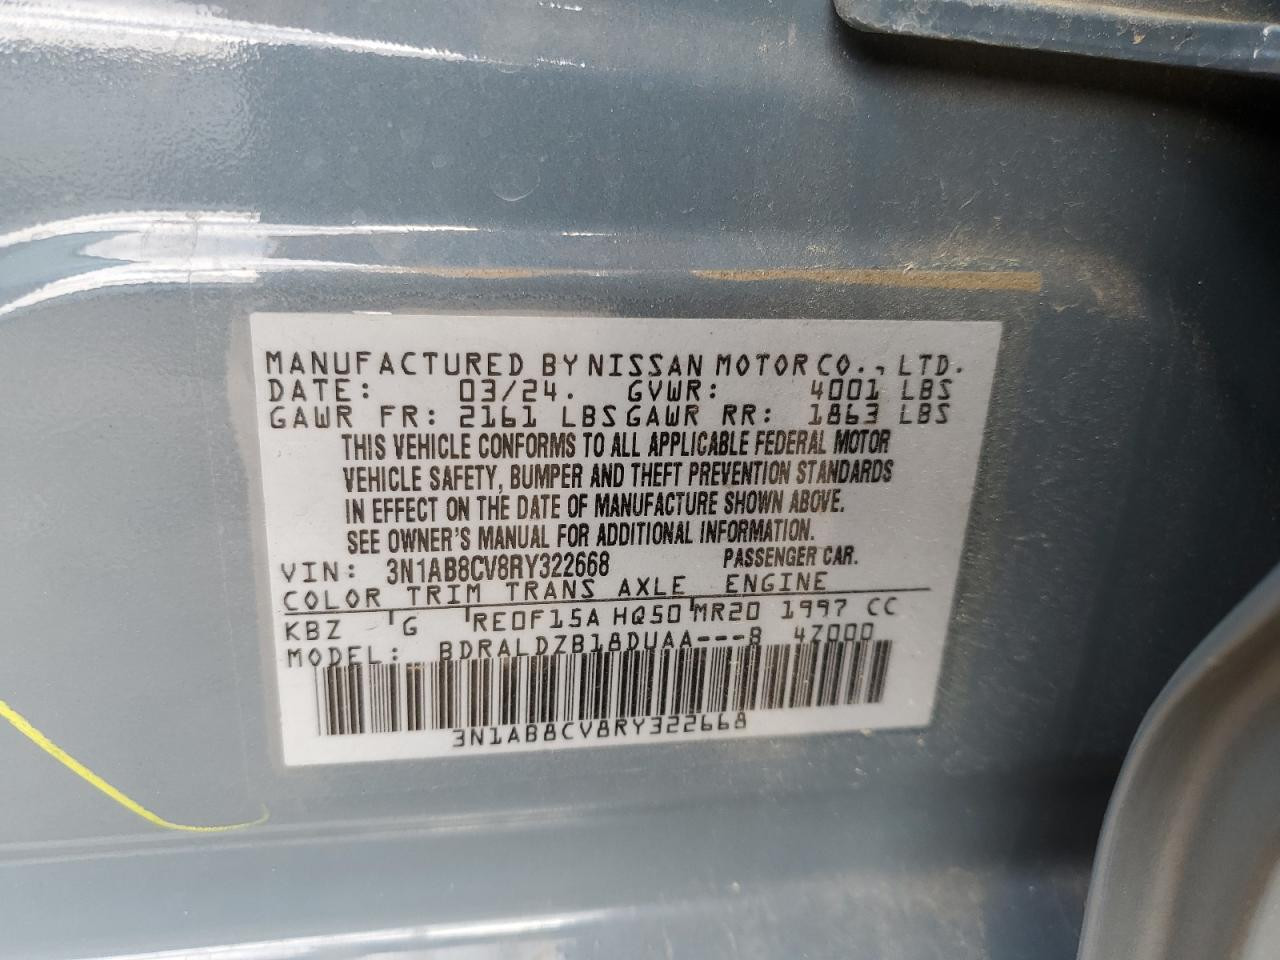 MANUFACTURED BY NISSAN MOTOR CO., LTD.
DATE: 03/24. GVWR: 4001 LBS
GAWR FR: 2161 LBS GAWR RR: 1863 LBS
THIS VEHICLE CONFORMS TO ALL APPLICABLE FEDERAL MOTOR
VEHICLE SAFETY, BUMPER AND THEFT PREVENTION STANDARDS
IN EFFECT ON THE DATE OF MANUFACTURE SHOWN ABOVE.
SEE OWNER'S MANUAL FOR ADDITIONAL INFORMATION.
VIN: 3N1AB8CV8RY322668 PASSENGER CAR.
COLOR TRIM TRANS AXLE ENGINE
KBZ G RE0F15A HQ50 MR20 1997 CC
MODEL: BDRALDZB18DUAA---B 4Z000
3N1AB8CV8RY322668